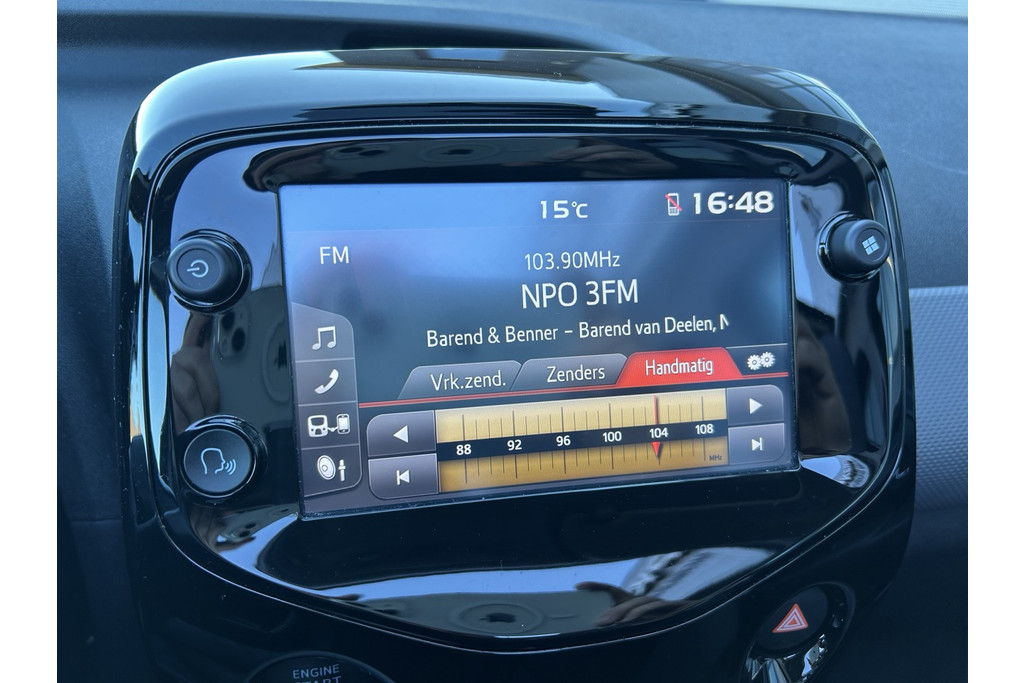 15°C
16:48
FM
103.90MHz
NPO 3FM
Barend & Benner – Barend van Deelen, N
Vrk.zend. Zenders Handmatig
88 92 96 100 104 108
MHz
ENGINE
START